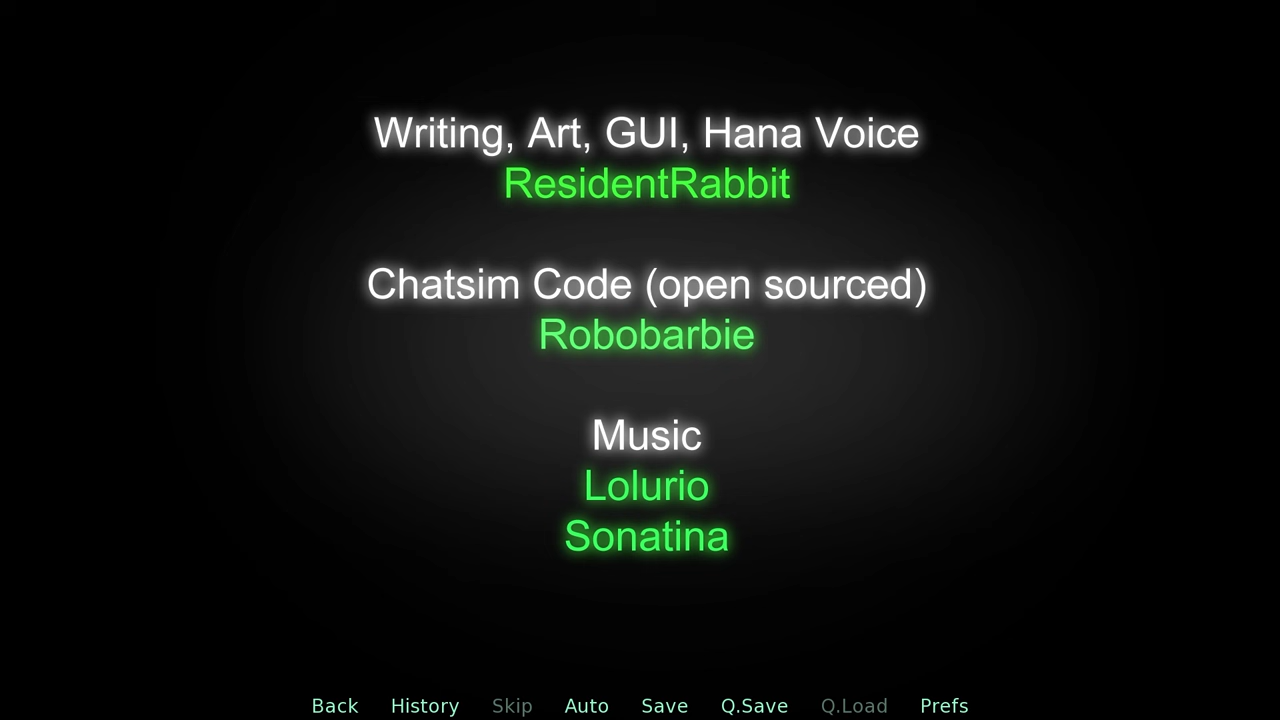 Writing, Art, GUI, Hana Voice
ResidentRabbit
Chatsim Code (open sourced)
Robobarbie
Music
Lolurio
Sonatina
Back History Skip Auto Save Q.Save Q.Load Prefs